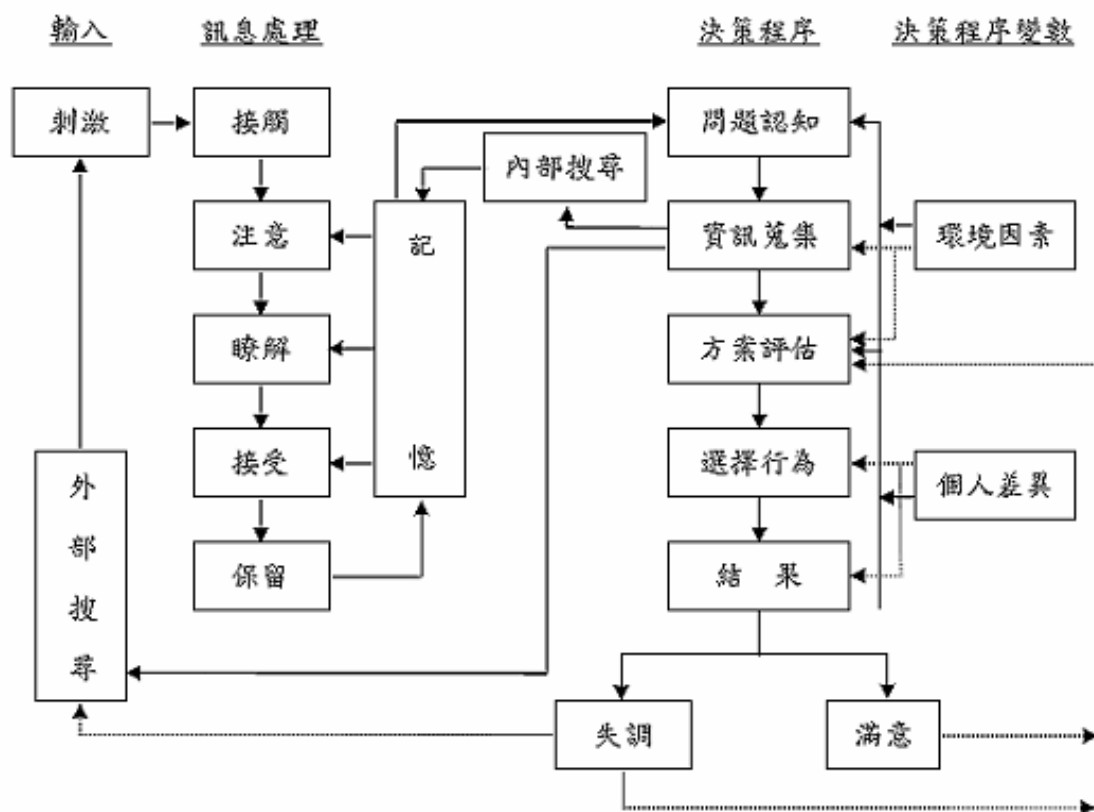 輸入
訊息處理
決策程序
決策程序變數
刺激
接觸
問題認知
內部搜尋
注意
記憶
資訊蒐集
環境因素
瞭解
方案評估
外部搜尋
接受
選擇行為
個人差異
保留
結果
失調
滿意